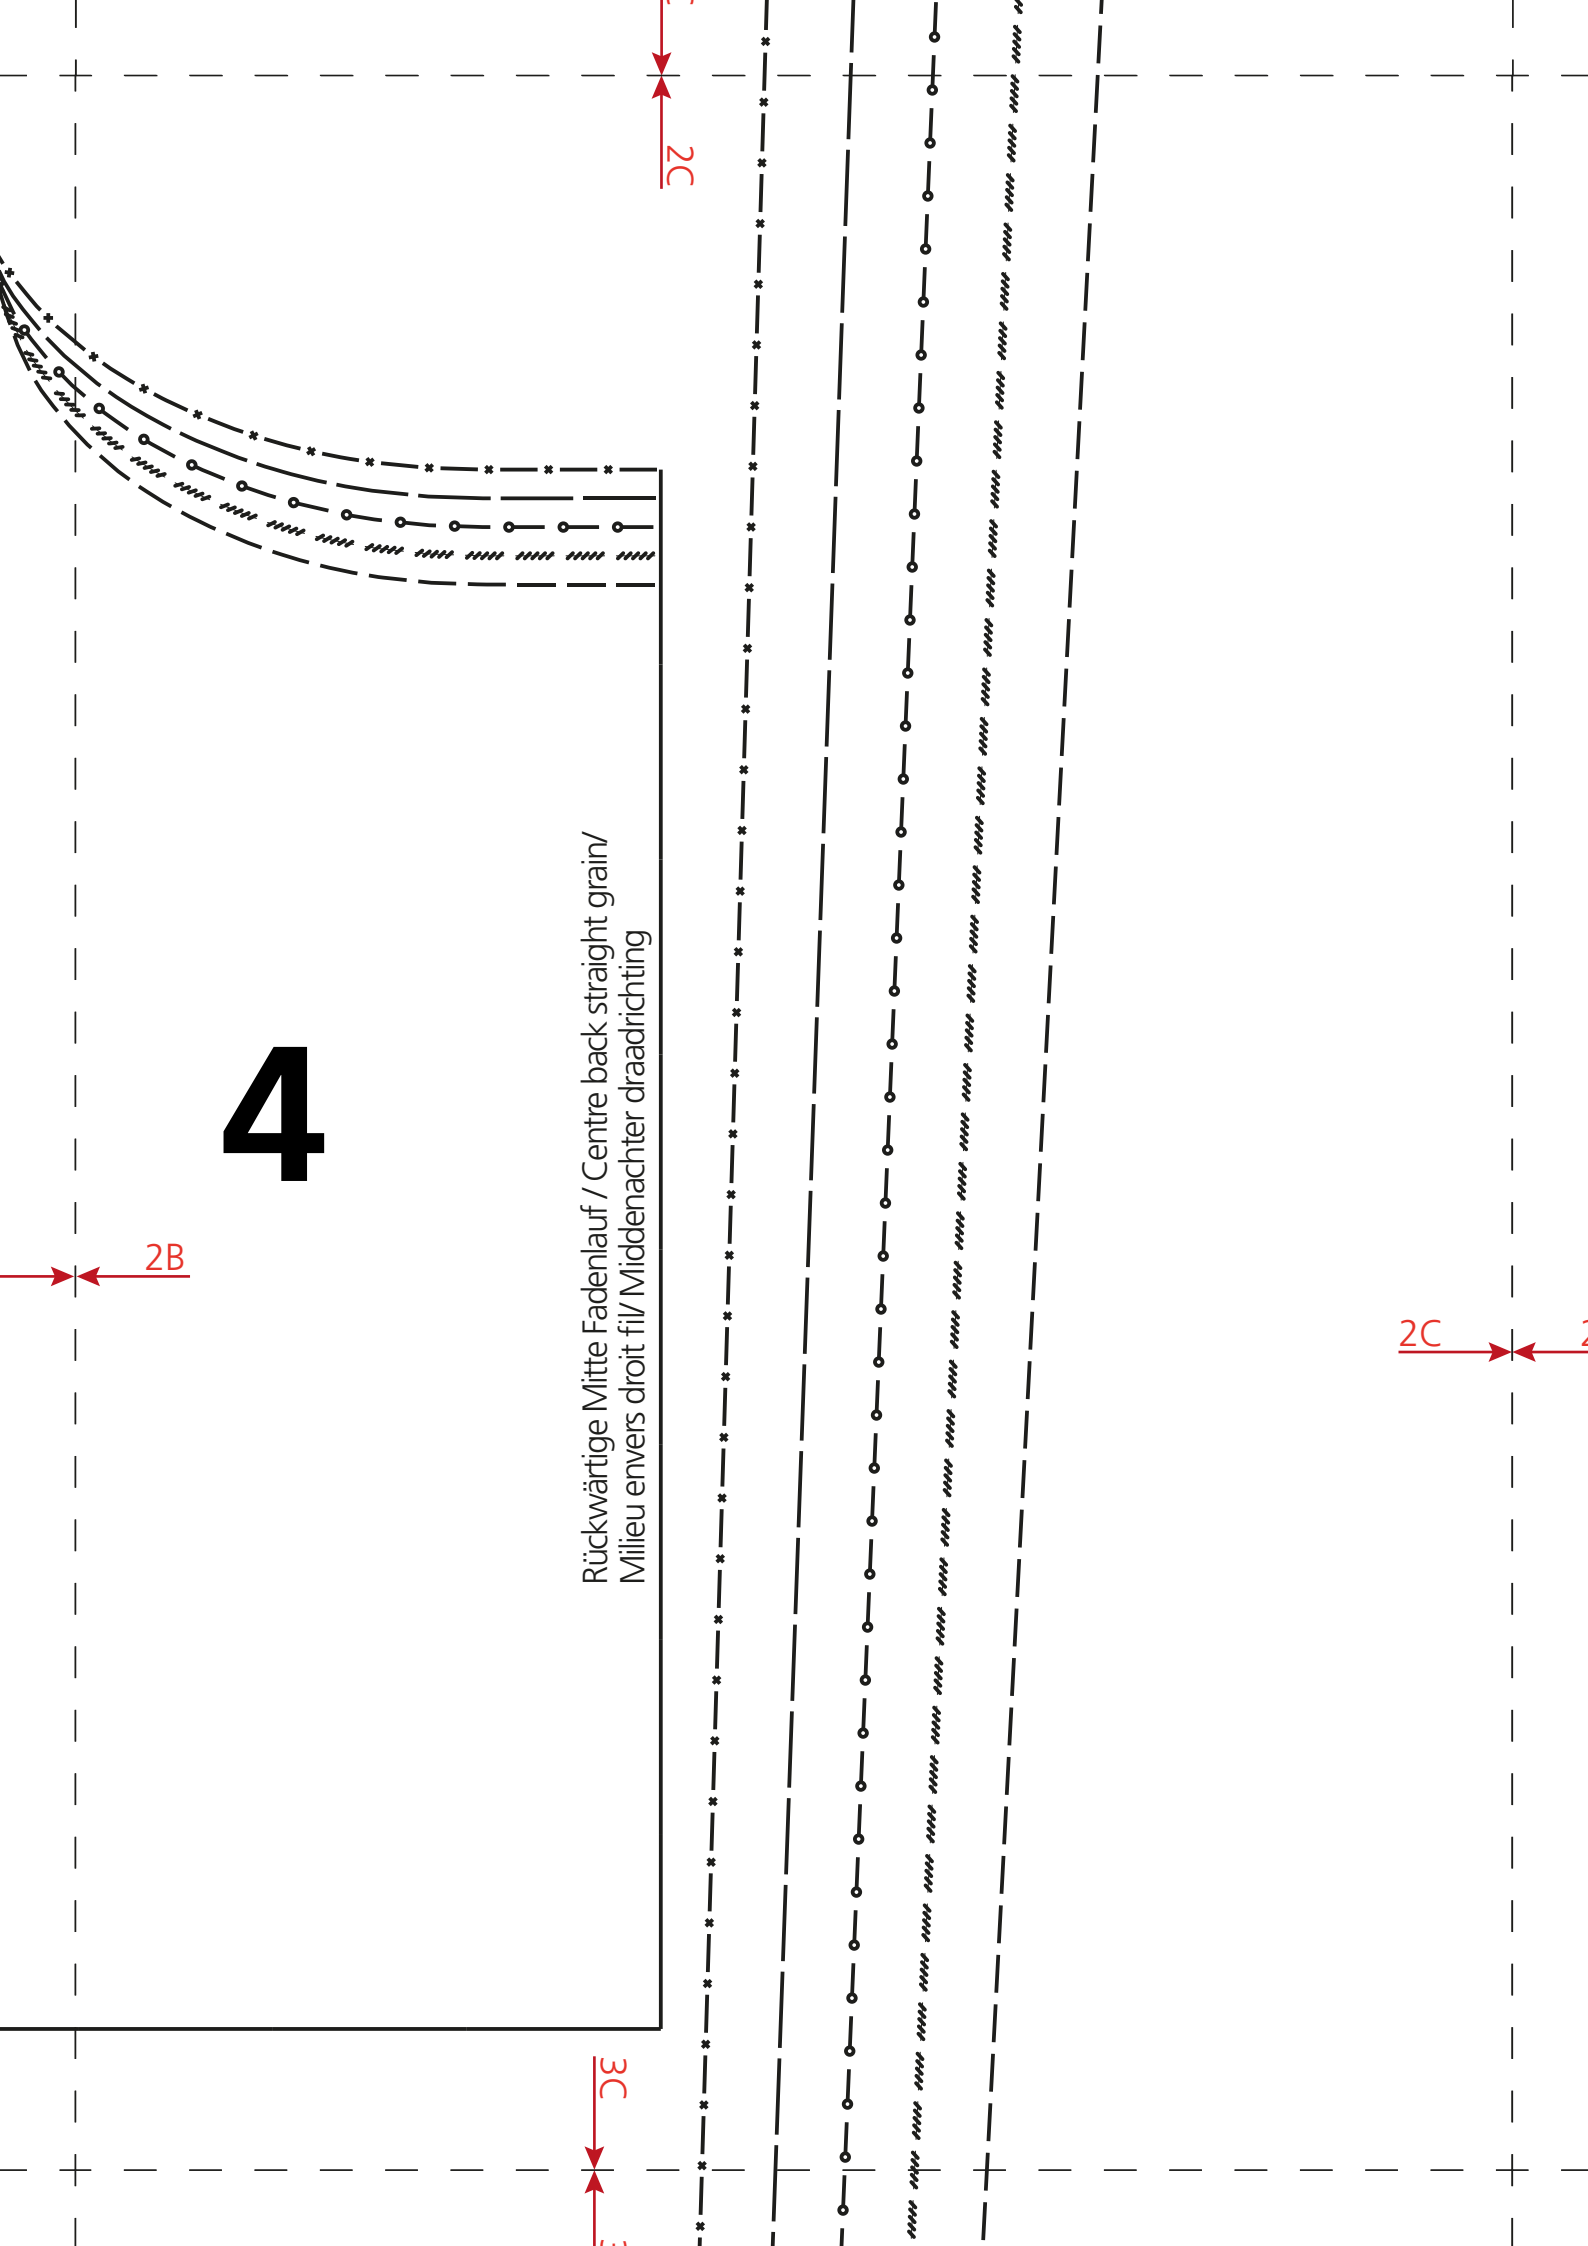 2C
4
Rückwärtige Mitte Fadenlauf / Centre back straight grain/
Milieu envers droit fil/ Middenachter draadrichting
2B
2C
3C